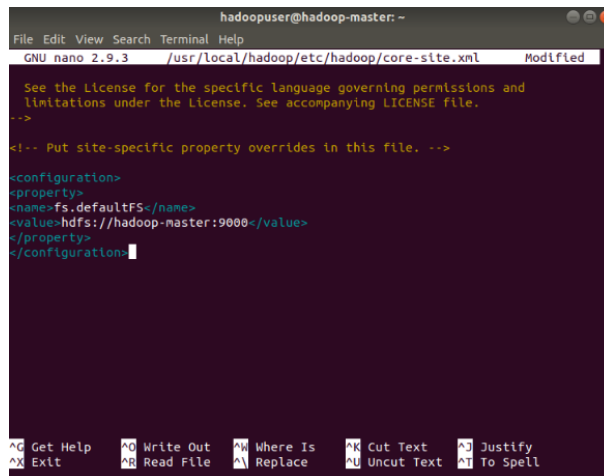 hadoopuser@hadoop-master: ~
File Edit View Search Terminal Help
GNU nano 2.9.3 /usr/local/hadoop/etc/hadoop/core-site.xml Modified
See the License for the specific language governing permissions and
limitations under the License. See accompanying LICENSE file.
-->
<!-- Put site-specific property overrides in this file. -->
<configuration>
<property>
<name>fs.defaultFS</name>
<value>hdfs://hadoop-master:9000</value>
</property>
</configuration>
^G Get Help ^O Write Out ^W Where Is ^K Cut Text ^J Justify
^X Exit ^R Read File ^\ Replace ^U Uncut Text ^T To Spell